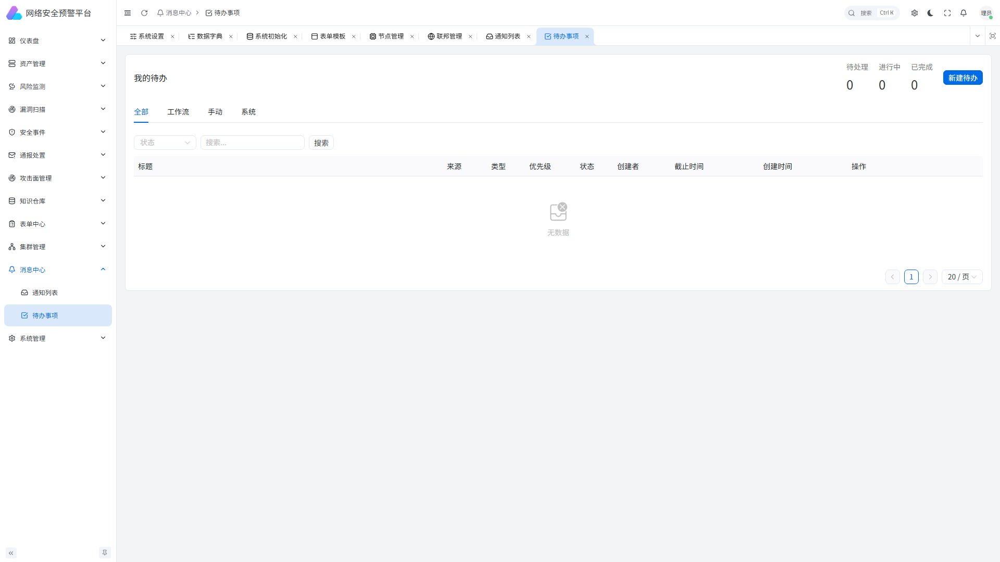 网络安全预警平台
消息中心 > 待办事项
搜索 Ctrl K
理员
系统设置 × 数据字典 × 系统初始化 × 表单模板 × 节点管理 × 联邦管理 × 通知列表 × 待办事项 ×
仪表盘
资产管理
风险监测
漏洞扫描
安全事件
通报处置
攻击面管理
知识仓库
表单中心
集群管理
消息中心
通知列表
待办事项
系统管理
我的待办
待处理 进行中 已完成
0 0 0
新建待办
全部 工作流 手动 系统
状态 搜索... 搜索
标题 来源 类型 优先级 状态 创建者 截止时间 创建时间 操作
无数据
1 20 / 页